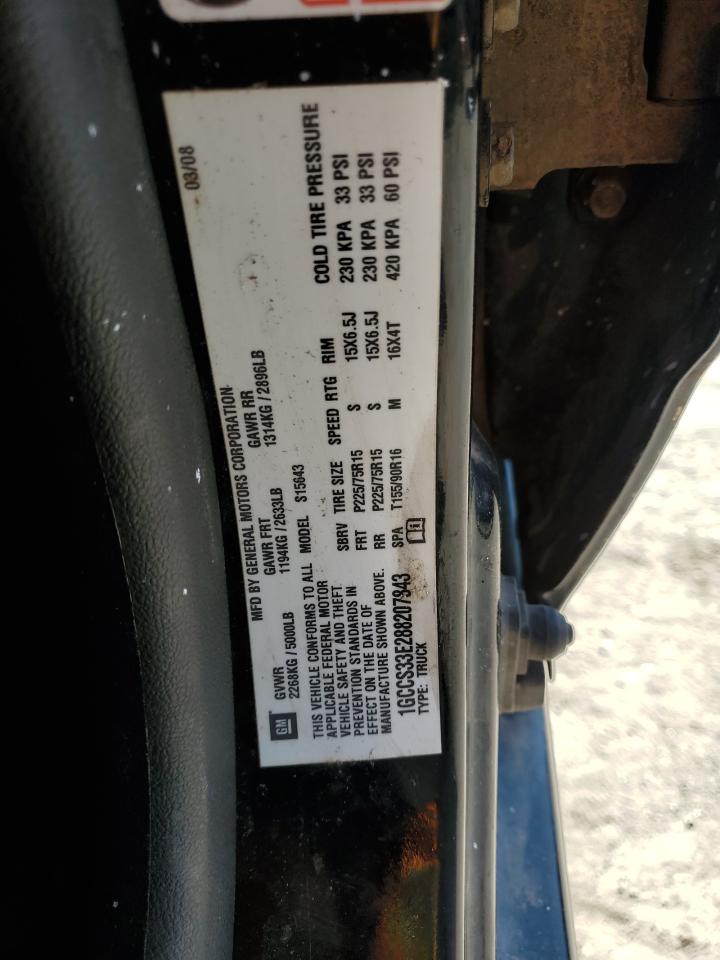 03/08
MFD BY GENERAL MOTORS CORPORATION
GM
GVWR GAWR FRT GAWR RR
2268KG / 5000LB 1194KG / 2633LB 1314KG / 2896LB
THIS VEHICLE CONFORMS TO ALL
APPLICABLE FEDERAL MOTOR
VEHICLE SAFETY AND THEFT
PREVENTION STANDARDS IN
EFFECT ON THE DATE OF
MANUFACTURE SHOWN ABOVE.
1GCCS33E288207843
TYPE: TRUCK
MODEL S15643
SBRV TIRE SIZE SPEED RTG RIM COLD TIRE PRESSURE
FRT P225/75R15 S 15X6.5J 230 KPA 33 PSI
RR P225/75R15 S 15X6.5J 230 KPA 33 PSI
SPA T155/90R16 M 16X4T 420 KPA 60 PSI